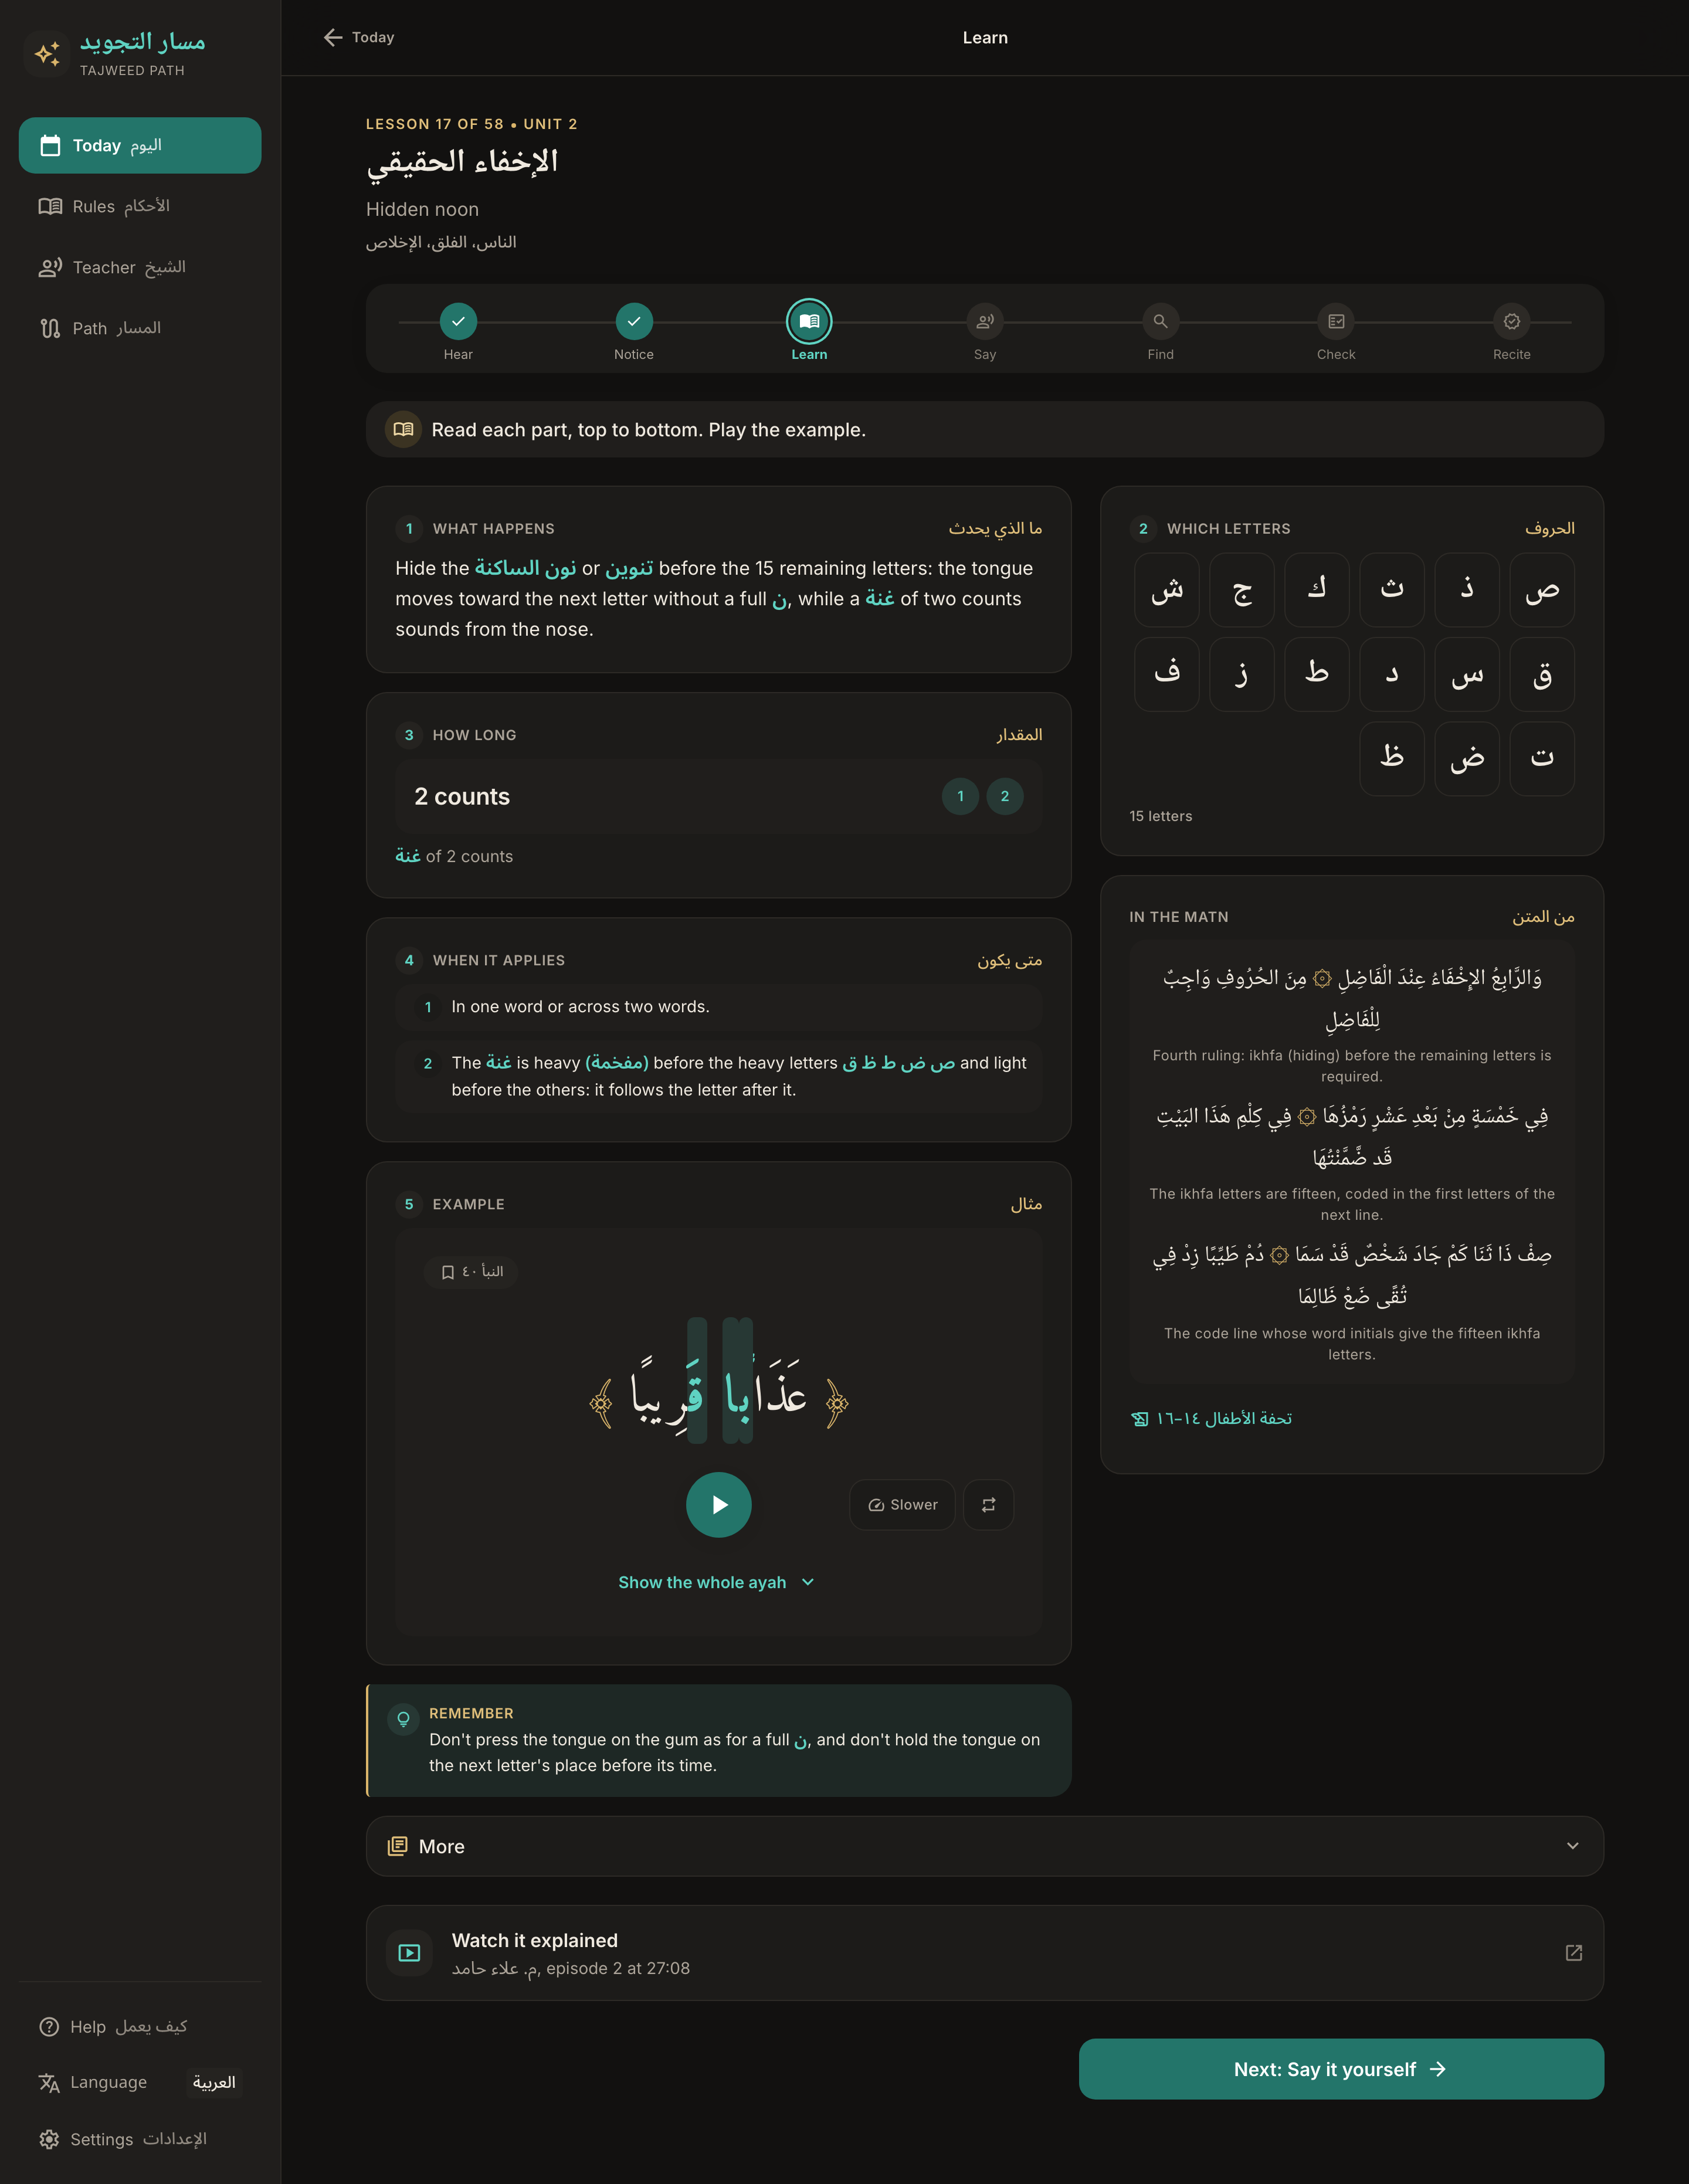 مسار التجويد
TAJWEED PATH
Today اليوم
Rules الأحكام
Teacher الشيخ
Path المسار
Help كيف يعمل
Language العربية
Settings الإعدادات
Today
Learn
LESSON 17 OF 58 • UNIT 2
الإخفاء الحقيقي
Hidden noon
الناس، الفلق، الإخلاص
Hear
Notice
Learn
Say
Find
Check
Recite
Read each part, top to bottom. Play the example.
1 WHAT HAPPENS ما الذي يحدث
Hide the نون الساكنة or تنوين before the 15 remaining letters: the tongue
moves toward the next letter without a full ن, while a غنة of two counts
sounds from the nose.
2 WHICH LETTERS الحروف
ص ذ ث ك ج ش
ق س د ط ز ف
ت ض ظ
15 letters
3 HOW LONG المقدار
2 counts 1 2
غنة of 2 counts
4 WHEN IT APPLIES متى يكون
1 In one word or across two words.
2 The غنة is heavy (مفخمة) before the heavy letters ص ض ط ظ ق and light
before the others: it follows the letter after it.
5 EXAMPLE مثال
النبأ ٤٠
﴿ عَذَابًا قَرِيبًا ﴾
Slower
Show the whole ayah
REMEMBER
Don't press the tongue on the gum as for a full ن, and don't hold the tongue on
the next letter's place before its time.
IN THE MATN من المتن
وَالرَّابِعُ الإِخْفَاءُ عِنْدَ الْفَاضِلِ ۞ مِنَ الحُرُوفِ وَاجِبٌ
لِلْفَاضِلِ
Fourth ruling: ikhfa (hiding) before the remaining letters is
required.
فِي خَمْسَةٍ مِنْ بَعْدِ عَشْرٍ رَمْزُهَا ۞ فِي كِلْمِ هَذَا البَيْتِ
قَد ضَّمَّنْتُهَا
The ikhfa letters are fifteen, coded in the first letters of the
next line.
صِفْ ذَا ثَنَا كَمْ جَادَ شَخْصٌ قَدْ سَمَا ۞ دُمْ طَيِّبًا زِدْ فِي
تُقًى ضَعْ ظَالِمَا
The code line whose word initials give the fifteen ikhfa
letters.
تحفة الأطفال ١٤–١٦
More
Watch it explained
م. علاء حامد, episode 2 at 27:08
Next: Say it yourself